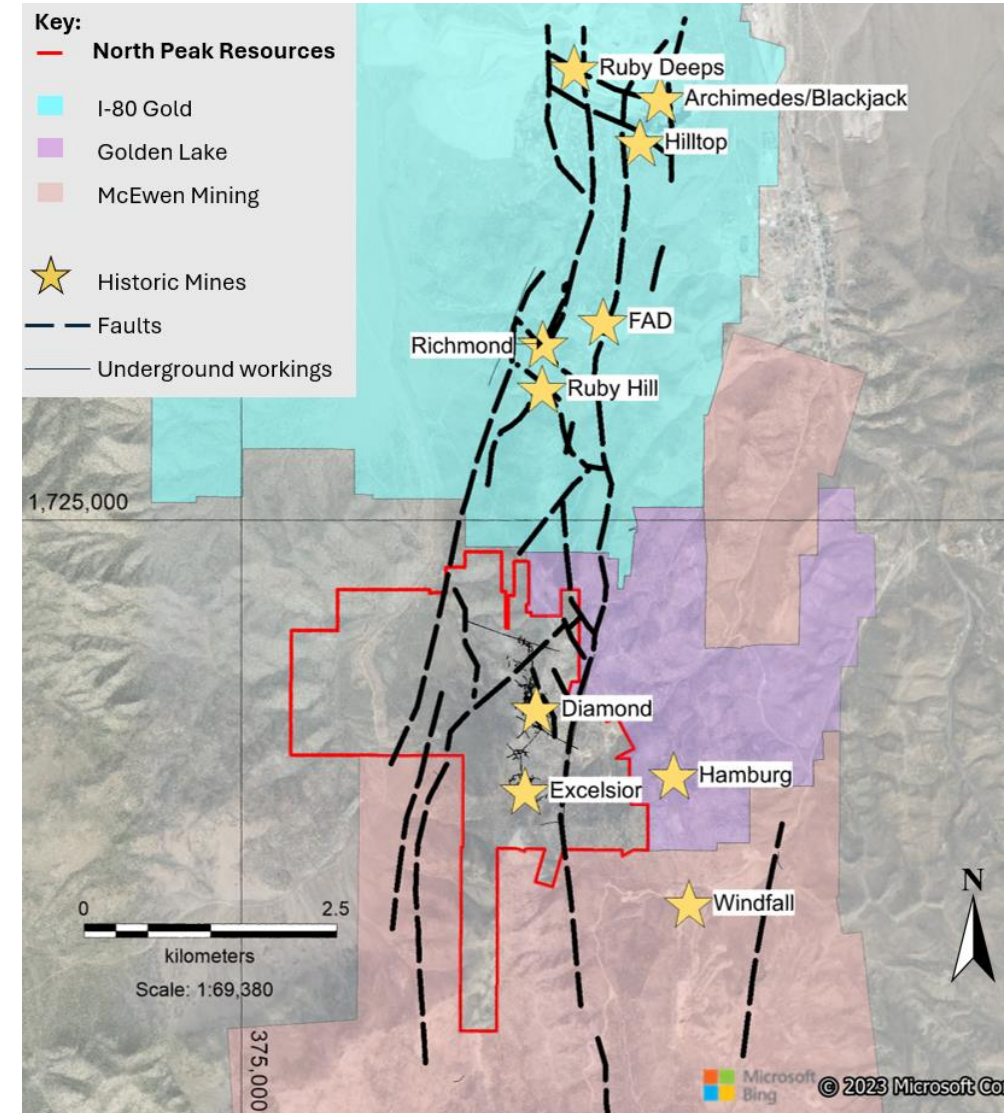 Key:
North Peak Resources
I-80 Gold
Golden Lake
McEwen Mining
Historic Mines
Faults
Underground workings
Ruby Deeps
Archimedes/Blackjack
Hilltop
FAD
Richmond
Ruby Hill
1,725,000
Diamond
Hamburg
Excelsior
Windfall
N
0 2.5
kilometers
Scale: 1:69,380
375,000
Microsoft
Bing
© 2023 Microsoft Co